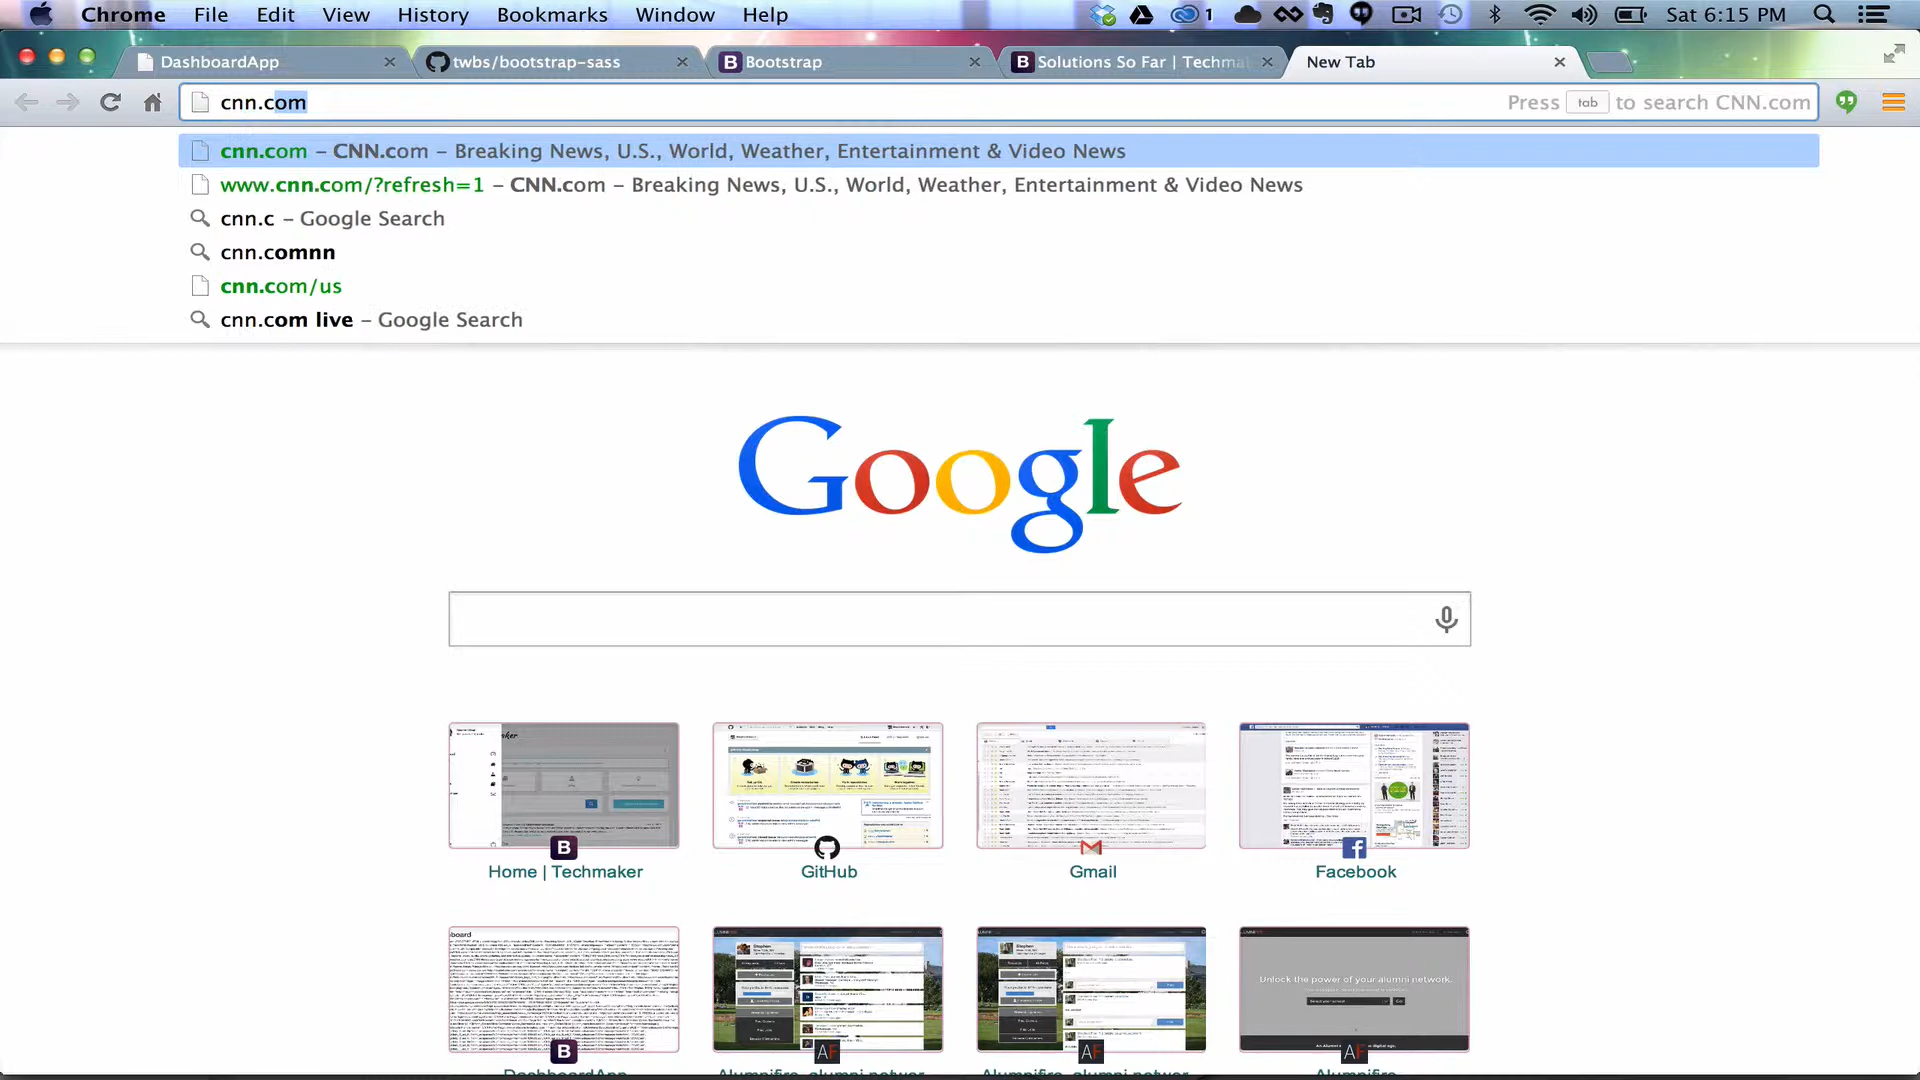 Chrome File Edit View History Bookmarks Window Help 1 Sat 6:15 PM
DashboardApp twbs/bootstrap-sass Bootstrap Solutions So Far | Techma New Tab
cnn.com Press tab to search CNN.com
cnn.com – CNN.com – Breaking News, U.S., World, Weather, Entertainment & Video News
www.cnn.com/?refresh=1 – CNN.com – Breaking News, U.S., World, Weather, Entertainment & Video News
cnn.c – Google Search
cnn.comnn
cnn.com/us
cnn.com live – Google Search
Google
Home | Techmaker GitHub Gmail Facebook
Unlock the power of your alumni network.
DashboardApp Alumnifire